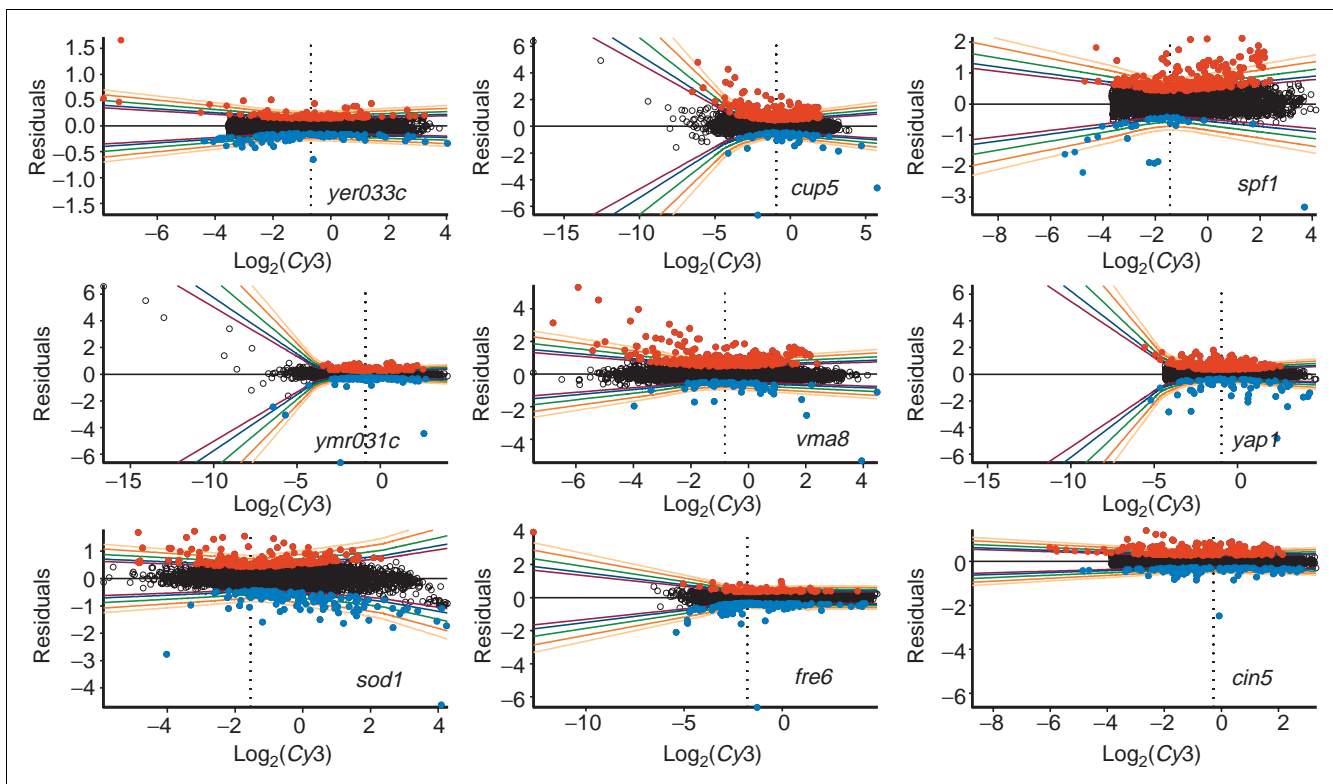 Residuals
1.5
1.0
0.5
0.0
−0.5
−1.0
−1.5
yer033c
−6 −4 −2 0 2 4
Log2(Cy3)
Residuals
6
4
2
0
−2
−4
−6
cup5
−15 −10 −5 0 5
Log2(Cy3)
Residuals
2
1
0
−1
−2
−3
spf1
−8 −6 −4 −2 0 2 4
Log2(Cy3)
Residuals
6
4
2
0
−2
−4
−6
ymr031c
−15 −10 −5 0
Log2(Cy3)
Residuals
4
2
0
−2
−4
vma8
−6 −4 −2 0 2 4
Log2(Cy3)
Residuals
6
4
2
0
−2
−4
−6
yap1
−15 −10 −5 0
Log2(Cy3)
Residuals
1
0
−1
−2
−3
−4
sod1
−4 −2 0 2 4
Log2(Cy3)
Residuals
4
2
0
−2
−4
−6
fre6
−10 −5 0
Log2(Cy3)
Residuals
2
0
−2
−4
−6
cin5
−8 −6 −4 −2 0 2
Log2(Cy3)